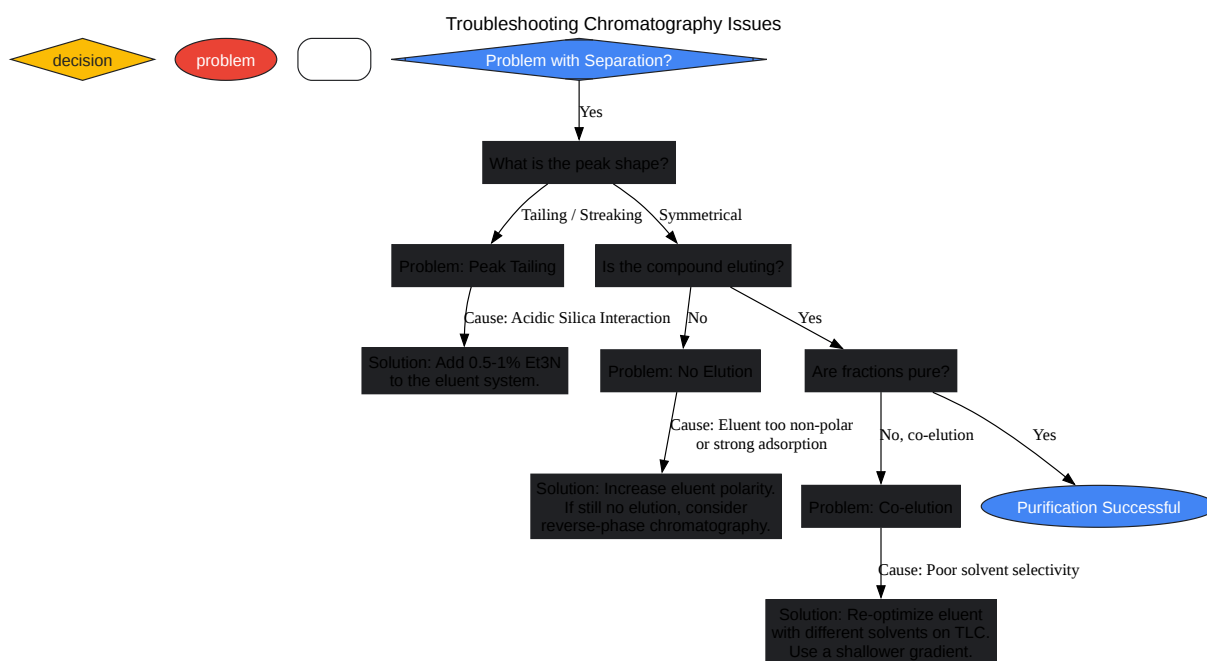 Troubleshooting Chromatography Issues
decision
problem
Problem with Separation?
Yes
What is the peak shape?
Tailing / Streaking
Symmetrical
Problem: Peak Tailing
Is the compound eluting?
Cause: Acidic Silica Interaction
No
Yes
Solution: Add 0.5-1% Et3N
to the eluent system.
Problem: No Elution
Are fractions pure?
Cause: Eluent too non-polar
or strong adsorption
No, co-elution
Yes
Solution: Increase eluent polarity.
If still no elution, consider
reverse-phase chromatography.
Problem: Co-elution
Purification Successful
Cause: Poor solvent selectivity
Solution: Re-optimize eluent
with different solvents on TLC.
Use a shallower gradient.